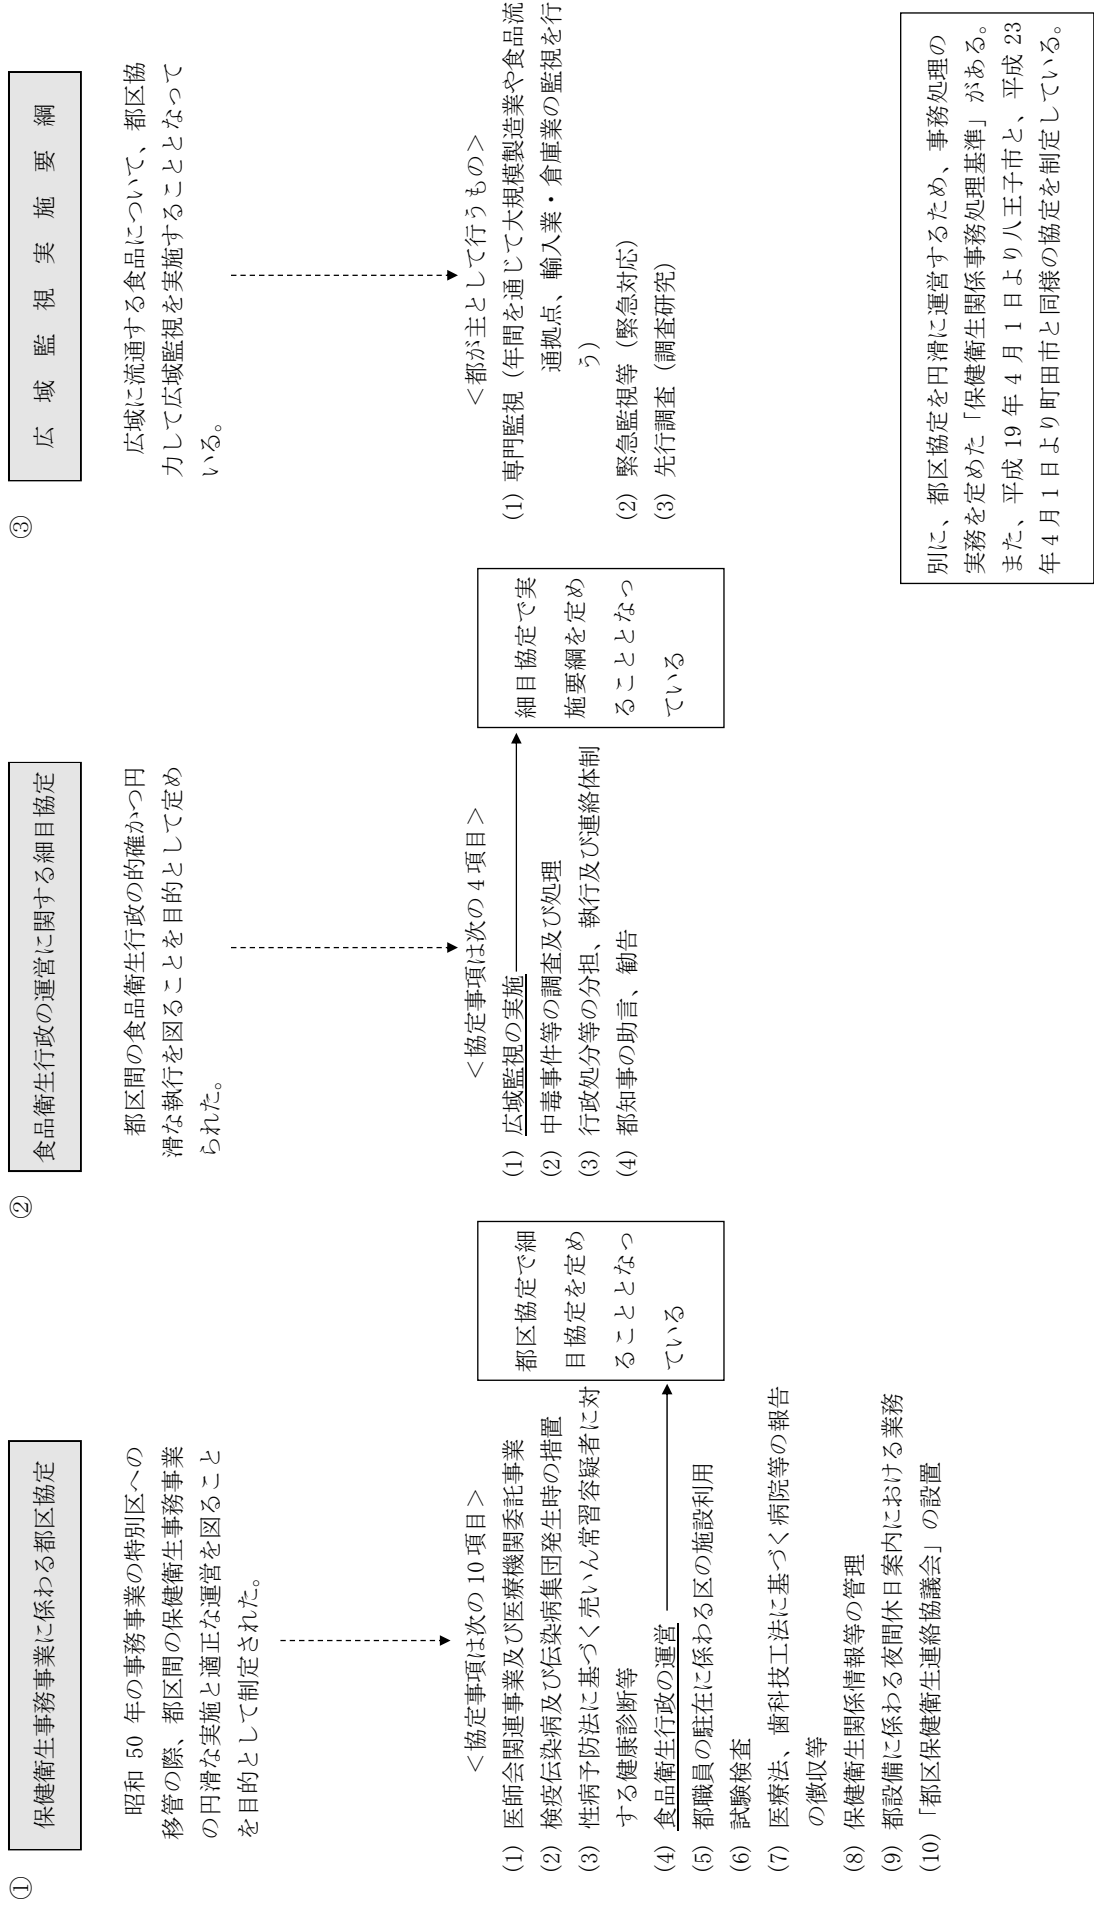 ①
保健衛生事務事業に係わる都区協定
昭和 50 年の事務事業の特別区への
移管の際、都区間の保健衛生事務事業
の円滑な実施と適正な運営を図ること
を目的として制定された。
＜協定事項は次の 10 項目＞
(1) 医師会関連事業及び医療機関委託事業
(2) 検疫伝染病及び伝染病集団発生時の措置
(3) 性病予防法に基づく売いん常習容疑者に対
する健康診断等
(4) 食品衛生行政の運営
(5) 都職員の駐在に係わる区の施設利用
(6) 試験検査
(7) 医療法、歯科技工法に基づく病院等の報告
の徴収等
(8) 保健衛生関係情報等の管理
(9) 都設備に係わる夜間休日案内における業務
(10)「都区保健衛生連絡協議会」の設置
都区協定で細
目協定を定め
ることとなっ
ている
②
食品衛生行政の運営に関する細目協定
都区間の食品衛生行政の的確かつ円
滑な執行を図ることを目的として定め
られた。
＜協定事項は次の 4 項目＞
(1) 広域監視の実施
(2) 中毒事件等の調査及び処理
(3) 行政処分等の分担、執行及び連絡体制
(4) 都知事の助言、勧告
細目協定で実
施要綱を定め
ることとなっ
ている
③
広 域 監 視 実 施 要 綱
広域に流通する食品について、都区協
力して広域監視を実施することとなって
いる。
＜都が主として行うもの＞
(1) 専門監視（年間を通じて大規模製造業や食品流
通拠点、輸入業・倉庫業の監視を行
う）
(2) 緊急監視等（緊急対応）
(3) 先行調査（調査研究）
別に、都区協定を円滑に運営するため、事務処理の
実務を定めた「保健衛生関係事務処理基準」がある。
また、平成 19 年 4 月 1 日より八王子市と、平成 23
年 4 月 1 日より町田市と同様の協定を制定している。